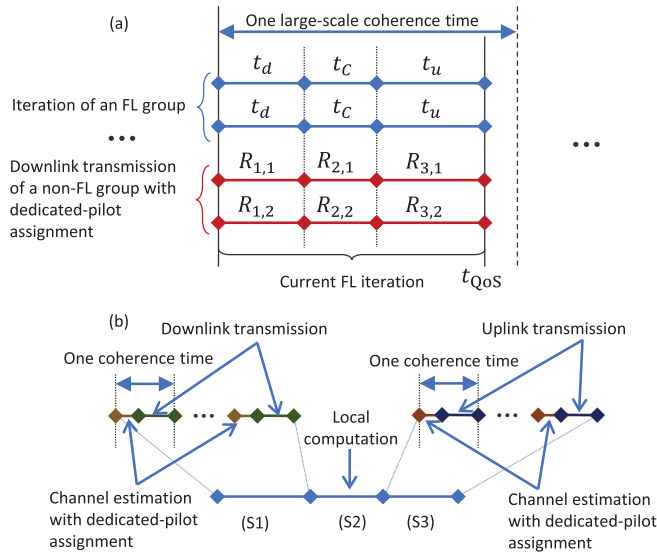 (a)
One large-scale coherence time
t_d t_C t_u
Iteration of an FL group
t_d t_C t_u
•••
•••
Downlink transmission
of a non-FL group with
dedicated-pilot
assignment
R_{1,1} R_{2,1} R_{3,1}
R_{1,2} R_{2,2} R_{3,2}
Current FL iteration
t_{QoS}
(b)
Downlink transmission
Uplink transmission
One coherence time
One coherence time
•••
•••
Local
computation
Channel estimation
with dedicated-pilot
assignment
(S1) (S2) (S3)
Channel estimation
with dedicated-pilot
assignment